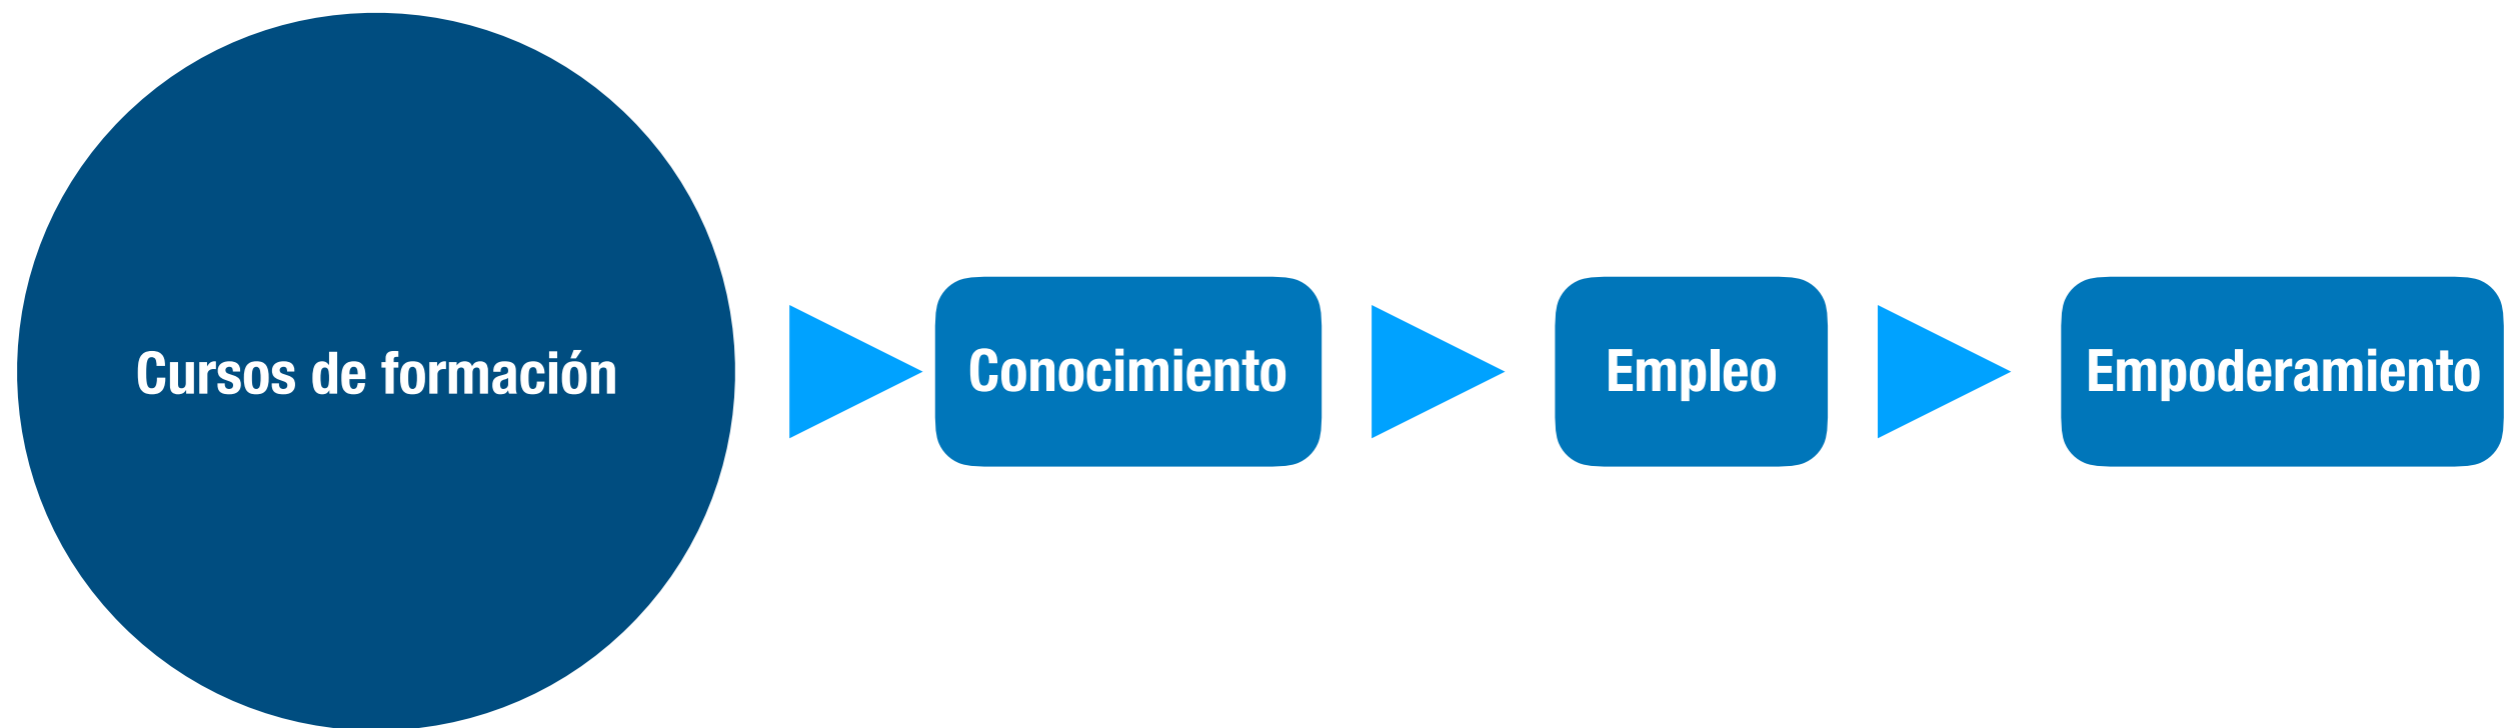 Cursos de formación
Conocimiento
Empleo
Empoderamiento